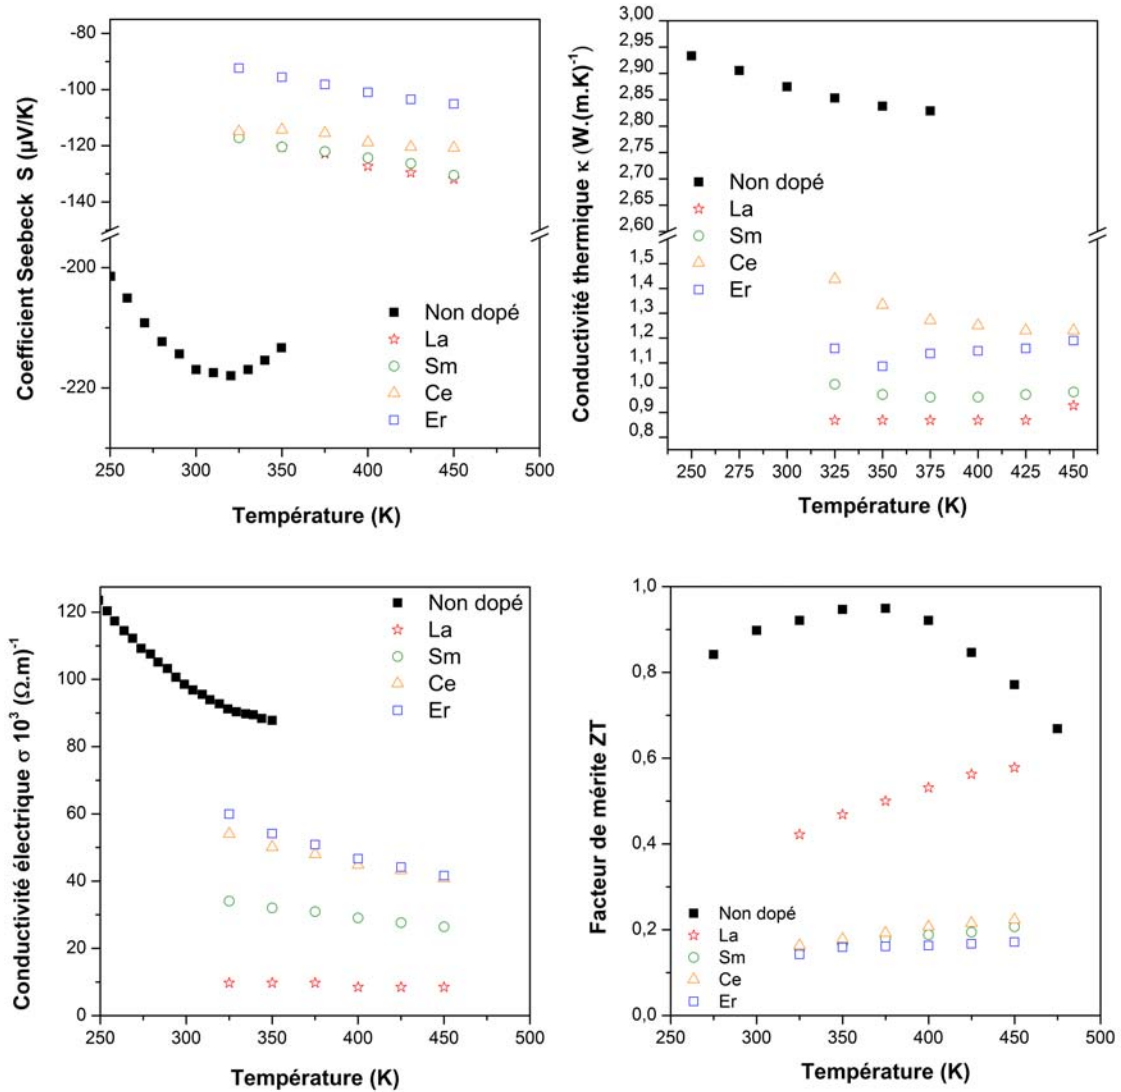 Coefficient Seebeck S (µV/K)
-80
-100
-120
-140
-200
-220
Non dopé
La
Sm
Ce
Er
250 300 350 400 450 500
Température (K)
Conductivité thermique κ (W.(m.K)⁻¹
3,00
2,95
2,90
2,85
2,80
2,75
2,70
2,65
2,60
1,5
1,4
1,3
1,2
1,1
1,0
0,9
0,8
Non dopé
La
Sm
Ce
Er
250 275 300 325 350 375 400 425 450
Température (K)
Conductivité électrique σ 10³ (Ω.m)⁻¹
120
100
80
60
40
20
0
Non dopé
La
Sm
Ce
Er
250 300 350 400 450 500
Température (K)
Facteur de mérite ZT
1,0
0,8
0,6
0,4
0,2
0,0
Non dopé
La
Sm
Ce
Er
250 300 350 400 450 500
Température (K)